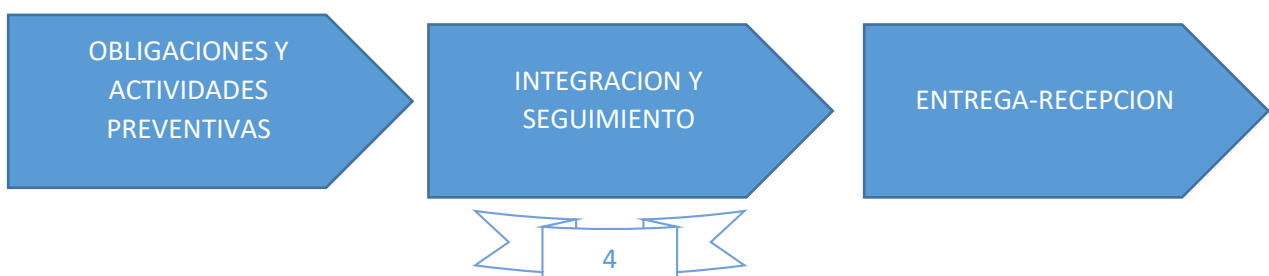 OBLIGACIONES Y
ACTIVIDADES
PREVENTIVAS
INTEGRACION Y
SEGUIMIENTO
ENTREGA-RECEPCION
4